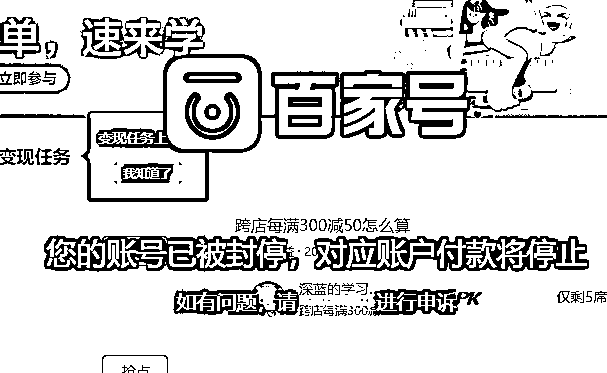 单，速来学
立即参与
百家号
变现任务上
变现任务
我知道了
跨店每满300减50怎么算
您的账号已被封停，对应账户付款将停止
深蓝的学习
如有问题 请 进行申诉PK
仅剩5席
跨店每满300减
抢占